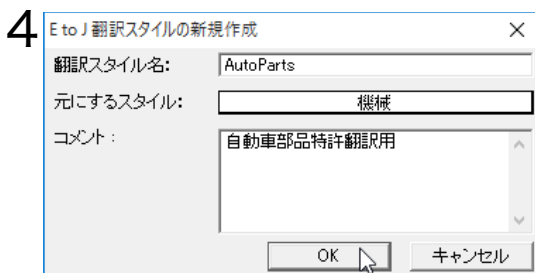 4
E to J 翻訳スタイルの新規作成
翻訳スタイル名: AutoParts
元にするスタイル: 機械
コメント： 自動車部品特許翻訳用
OK キャンセル